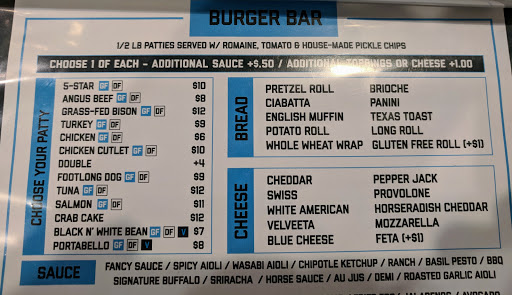 BURGER BAR
1/2 LB PATTIES SERVED W/ ROMAINE, TOMATO & HOUSE-MADE PICKLE CHIPS
CHOOSE 1 OF EACH - ADDITIONAL SAUCE +$.50 / ADDITIONAL TOPPINGS OR CHEESE +1.00
CHOOSE YOUR PATTY
5-STAR GF DF $10
ANGUS BEEF GF DF $8
GRASS-FED BISON GF DF $12
TURKEY GF DF $9
CHICKEN GF DF $6
CHICKEN CUTLET GF DF $10
DOUBLE +4
FOOTLONG DOG GF DF $9
TUNA GF DF $12
SALMON GF DF $11
CRAB CAKE $12
BLACK N' WHITE BEAN GF DF V $7
PORTABELLO GF DF V $8
BREAD
PRETZEL ROLL BRIOCHE
CIABATTA PANINI
ENGLISH MUFFIN TEXAS TOAST
POTATO ROLL LONG ROLL
WHOLE WHEAT WRAP GLUTEN FREE ROLL (+$1)
CHEESE
CHEDDAR PEPPER JACK
SWISS PROVOLONE
WHITE AMERICAN HORSERADISH CHEDDAR
VELVEETA MOZZARELLA
BLUE CHEESE FETA (+$1)
SAUCE
FANCY SAUCE / SPICY AIOLI / WASABI AIOLI / CHIPOTLE KETCHUP / RANCH / BASIL PESTO / BBQ
SIGNATURE BUFFALO / SRIRACHA / HORSE SAUCE / AU JUS / DEMI / ROASTED GARLIC AIOLI